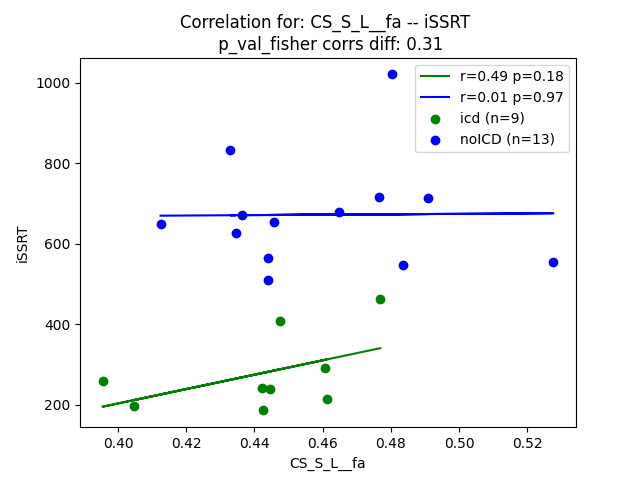 Correlation for: CS_S_L__fa -- iSSRT
p_val_fisher corrs diff: 0.31
r=0.49 p=0.18
r=0.01 p=0.97
icd (n=9)
noICD (n=13)
1000
800
600
400
200
iSSRT
0.40 0.42 0.44 0.46 0.48 0.50 0.52
CS_S_L__fa